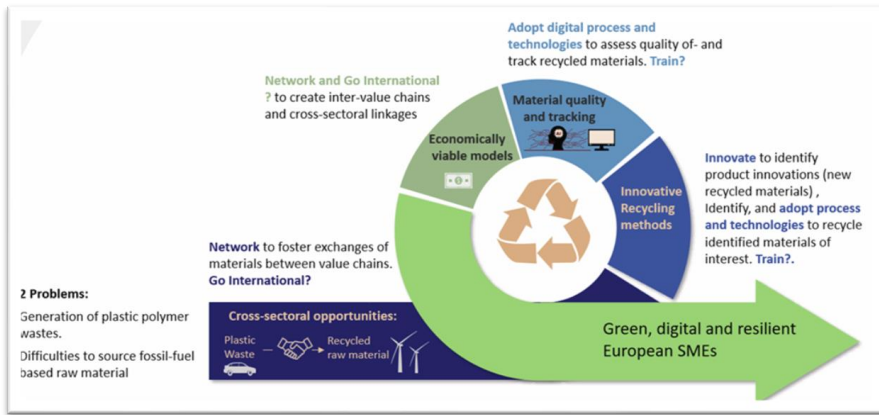 Adopt digital process and
technologies to assess quality of- and
track recycled materials. Train?
Network and Go International
? to create inter-value chains
and cross-sectoral linkages
Material quality
and tracking
Economically
viable models
Innovative
Recycling
methods
Innovate to identify
product innovations (new
recycled materials) ,
Identify, and adopt process
and technologies to recycle
identified materials of
interest. Train?.
Network to foster exchanges of
materials between value chains.
Go International?
2 Problems:
Generation of plastic polymer
wastes.
Difficulties to source fossil-fuel
based raw material
Cross-sectoral opportunities:
Plastic
Waste
Recycled
raw material
Green, digital and resilient
European SMEs